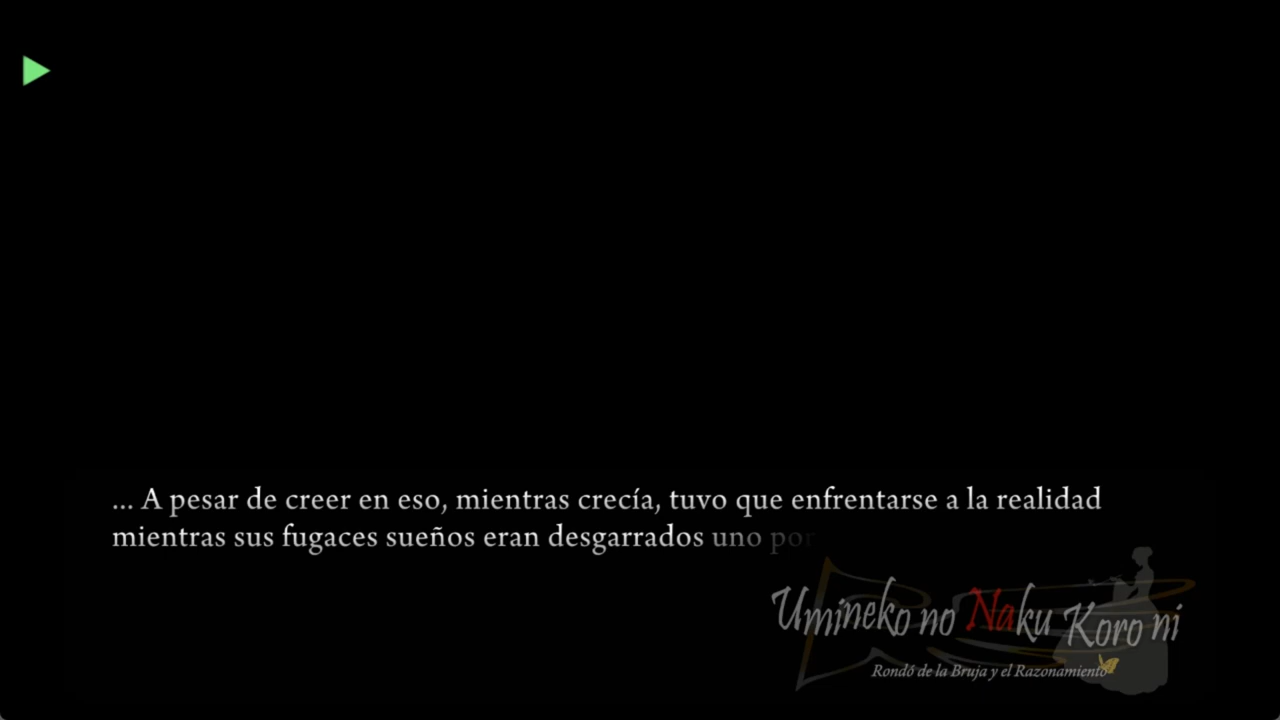 ... A pesar de creer en eso, mientras crecía, tuvo que enfrentarse a la realidad
mientras sus fugaces sueños eran desgarrados uno por
Umineko no Naku Koro ni
Rondó de la Bruja y el Razonamiento